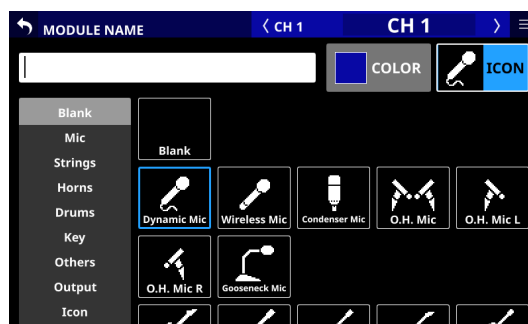 MODULE NAME
CH 1
CH 1
COLOR
ICON
Blank
Mic
Strings
Horns
Drums
Key
Others
Output
Icon
Blank
Dynamic Mic
Wireless Mic
Condenser Mic
O.H. Mic
O.H. Mic L
O.H. Mic R
Gooseneck Mic